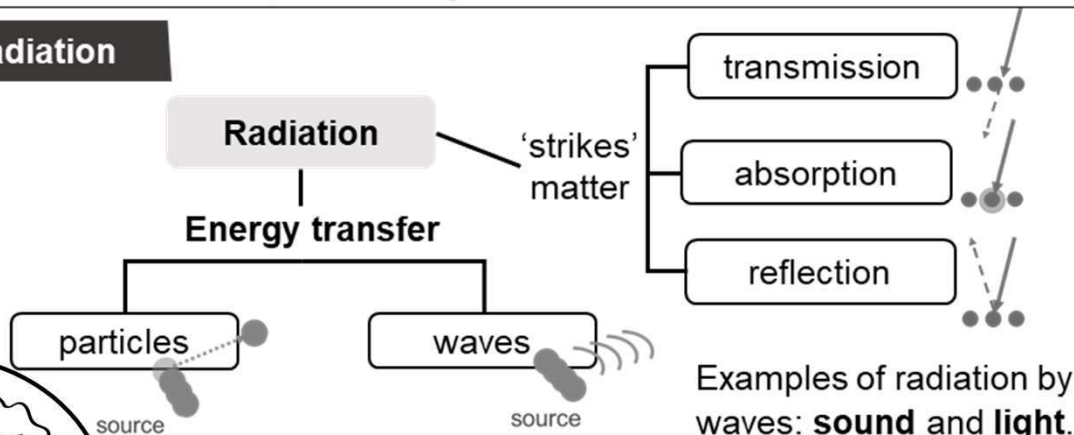 adiation
Radiation
Energy transfer
particles
source
waves
source
‘strikes’
matter
transmission
absorption
reflection
Examples of radiation by
waves: sound and light.